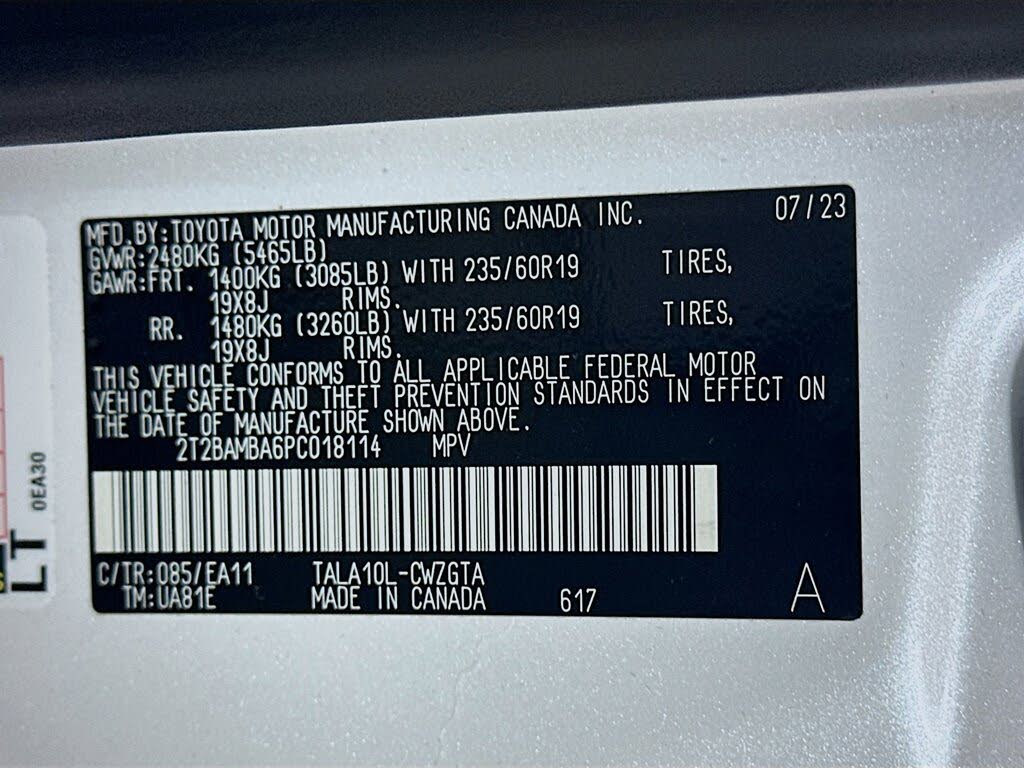 MFD.BY:TOYOTA MOTOR MANUFACTURING CANADA INC. 07/23
GVWR:2480KG (5465LB)
GAWR:FRT. 1400KG (3085LB) WITH 235/60R19 TIRES,
19X8J RIMS.
RR. 1480KG (3260LB) WITH 235/60R19 TIRES,
19X8J RIMS.
THIS VEHICLE CONFORMS TO ALL APPLICABLE FEDERAL MOTOR
VEHICLE SAFETY AND THEFT PREVENTION STANDARDS IN EFFECT ON
THE DATE OF MANUFACTURE SHOWN ABOVE.
2T2BAMBA6PC018114 MPV
C/TR:085/EA11 TALA10L-CWZGTA
TM:UA81E MADE IN CANADA 617 A
LT
0EA30